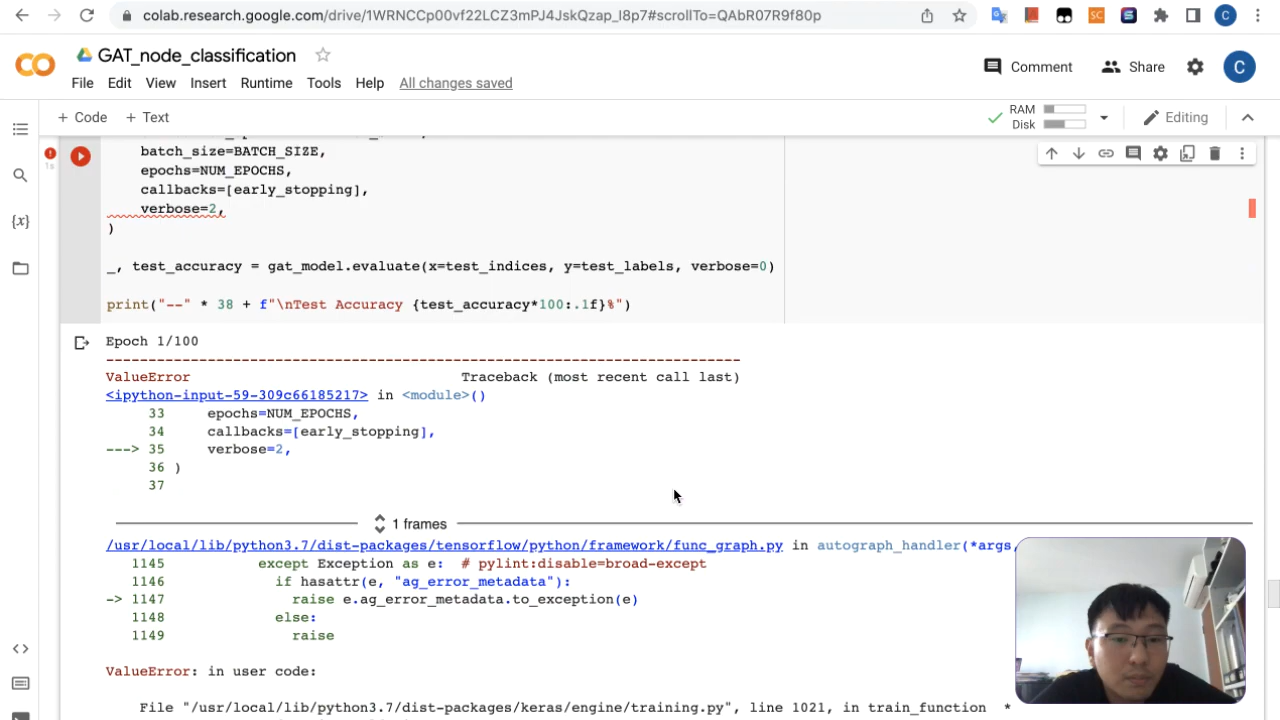 colab.research.google.com/drive/1WRNCCp00vf22LCZ3mPJ4JskQzap_I8p7#scrollTo=QAbR07R9f80p
SC
C
GAT_node_classification
File Edit View Insert Runtime Tools Help All changes saved
Comment
Share
C
+ Code + Text
RAM
Disk
Editing
1s
{x}
batch_size=BATCH_SIZE,
epochs=NUM_EPOCHS,
callbacks=[early_stopping],
verbose=2,
)
_, test_accuracy = gat_model.evaluate(x=test_indices, y=test_labels, verbose=0)
print("--" * 38 + f"\nTest Accuracy {test_accuracy*100:.1f}%")
Epoch 1/100
---------------------------------------------------------------------------
ValueError Traceback (most recent call last)
<ipython-input-59-309c66185217> in <module>()
33 epochs=NUM_EPOCHS,
34 callbacks=[early_stopping],
---> 35 verbose=2,
36 )
37
1 frames
/usr/local/lib/python3.7/dist-packages/tensorflow/python/framework/func_graph.py in autograph_handler(*args,
1145 except Exception as e: # pylint:disable=broad-except
1146 if hasattr(e, "ag_error_metadata"):
-> 1147 raise e.ag_error_metadata.to_exception(e)
1148 else:
1149 raise
ValueError: in user code:
File "/usr/local/lib/python3.7/dist-packages/keras/engine/training.py", line 1021, in train_function *